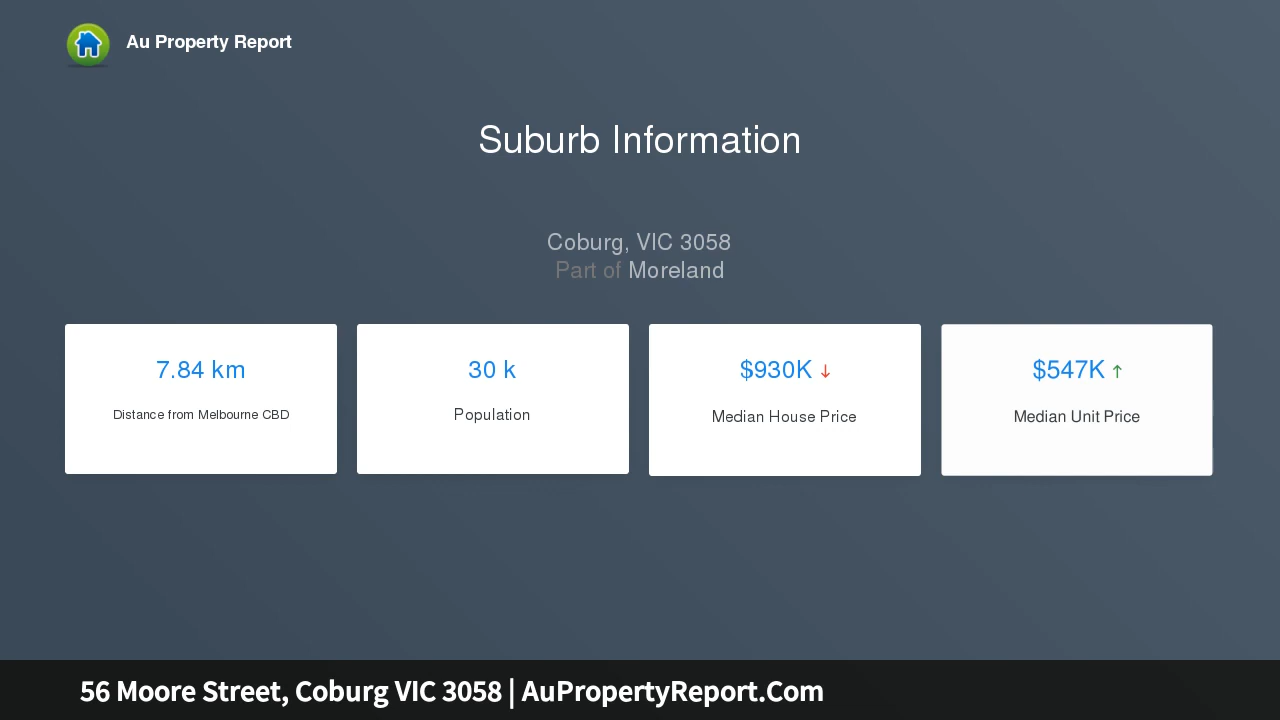 Au Property Report
Suburb Information
Coburg, VIC 3058
Part of Moreland
7.84 km
Distance from Melbourne CBD
30 k
Population
$930K ↓
Median House Price
$547K ↑
Median Unit Price
56 Moore Street, Coburg VIC 3058 | AuPropertyReport.Com